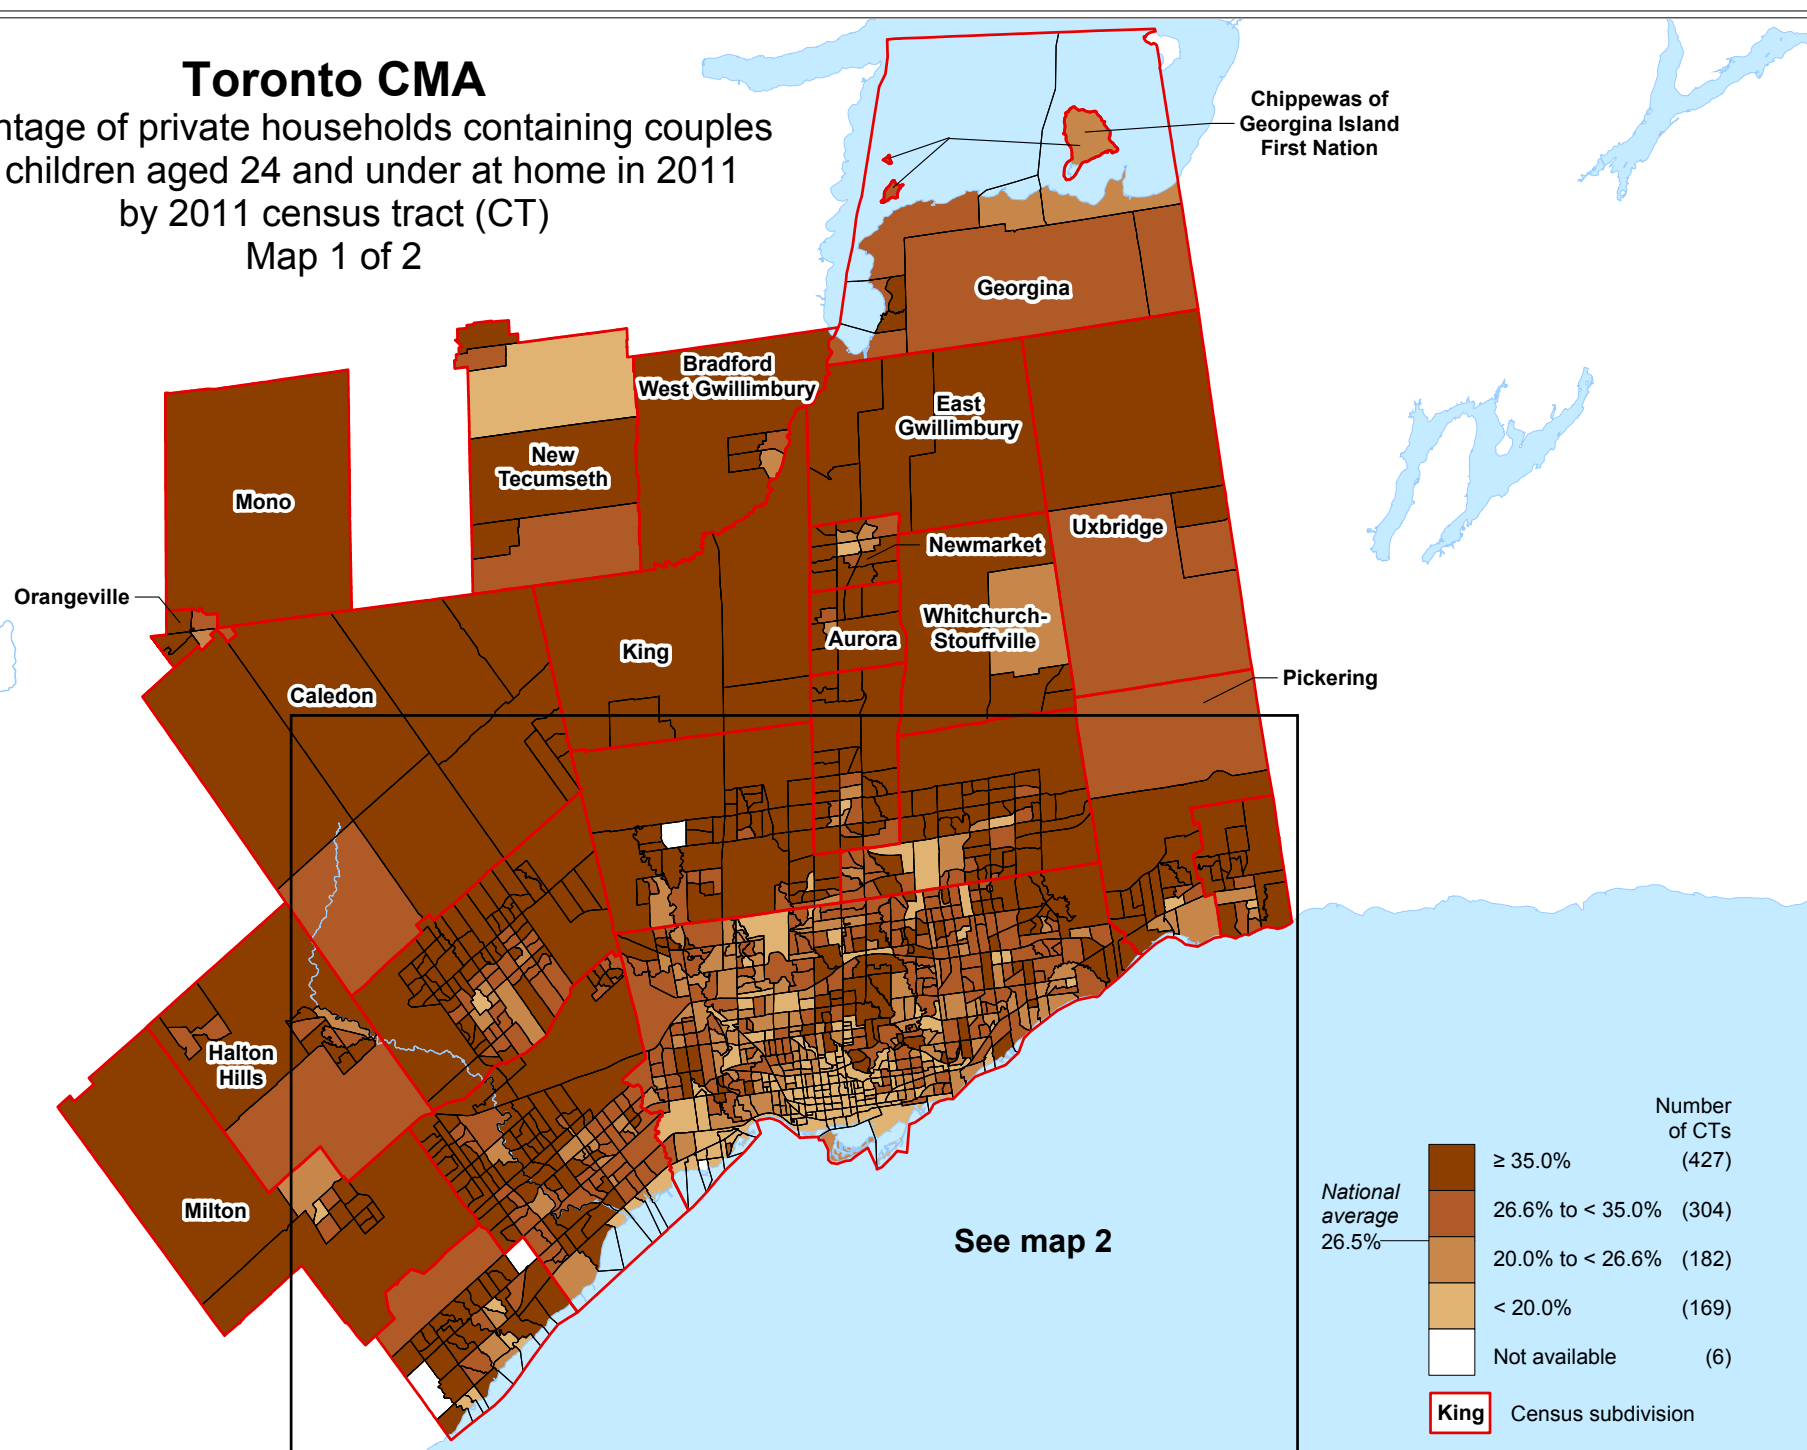 Toronto CMA
ntage of private households containing couples
children aged 24 and under at home in 2011
by 2011 census tract (CT)
Map 1 of 2
Chippewas of
Georgina Island
First Nation
Georgina
Bradford
West Gwillimbury
East
Gwillimbury
New
Tecumseth
Mono
Uxbridge
Newmarket
Orangeville
Whitchurch-
Stouffville
Aurora
King
Pickering
Caledon
Halton
Hills
Milton
See map 2
Number
of CTs
≥ 35.0% (427)
26.6% to < 35.0% (304)
20.0% to < 26.6% (182)
< 20.0% (169)
Not available (6)
National
average
26.5%
King Census subdivision